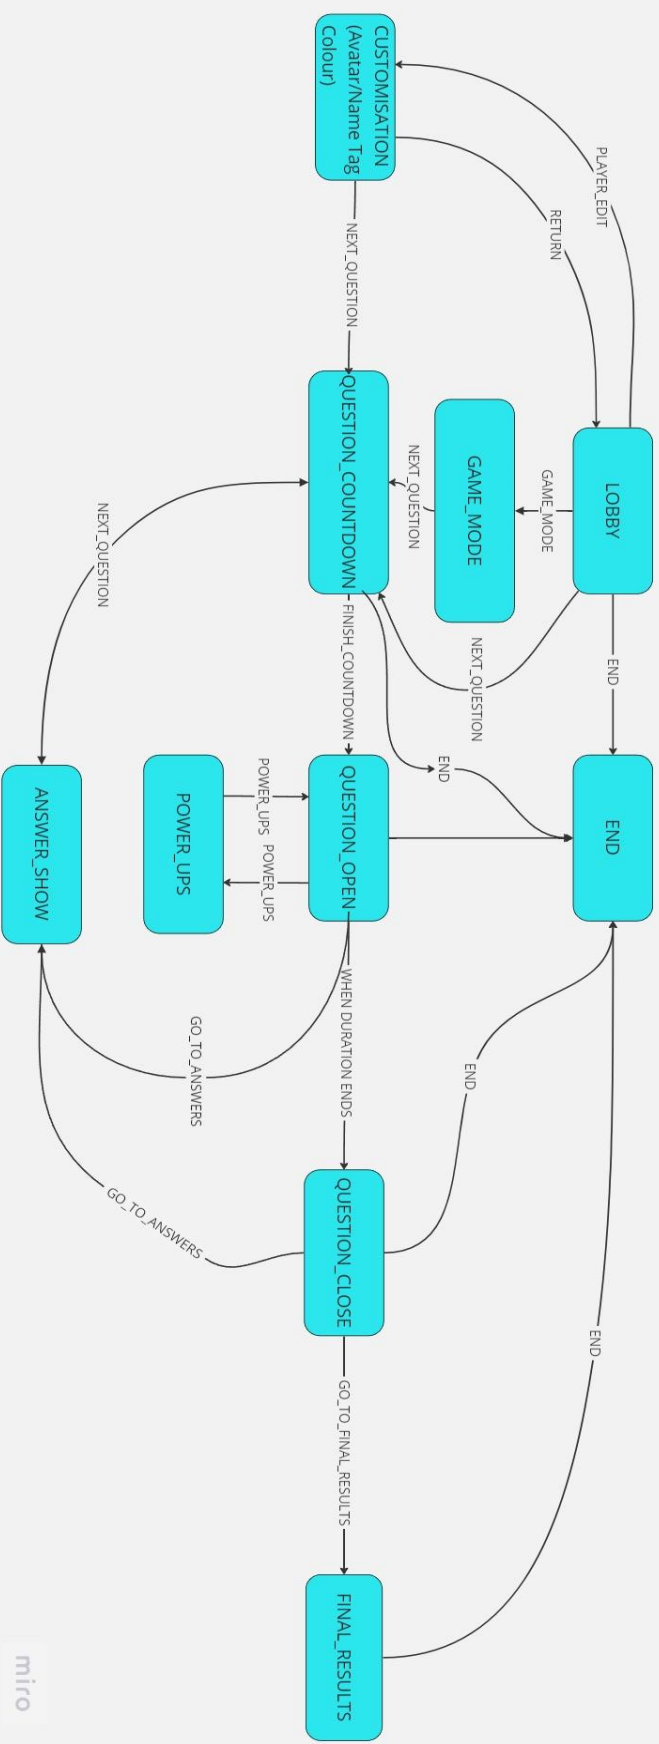 PLAYER_EDIT
RETURN
LOBBY
END
END
GAME_MODE
GAME_MODE
NEXT_QUESTION
NEXT_QUESTION
CUSTOMISATION
(Avatar/Name Tag
Colour)
NEXT_QUESTION
QUESTION_COUNTDOWN
FINISH_COUNTDOWN
END
QUESTION_OPEN
WHEN DURATION ENDS
QUESTION_CLOSE
GO_TO_FINAL_RESULTS
FINAL_RESULTS
END
END
POWER_UPS
POWER_UPS
POWER_UPS
GO_TO_ANSWERS
GO_TO_ANSWERS
NEXT_QUESTION
ANSWER_SHOW
miro